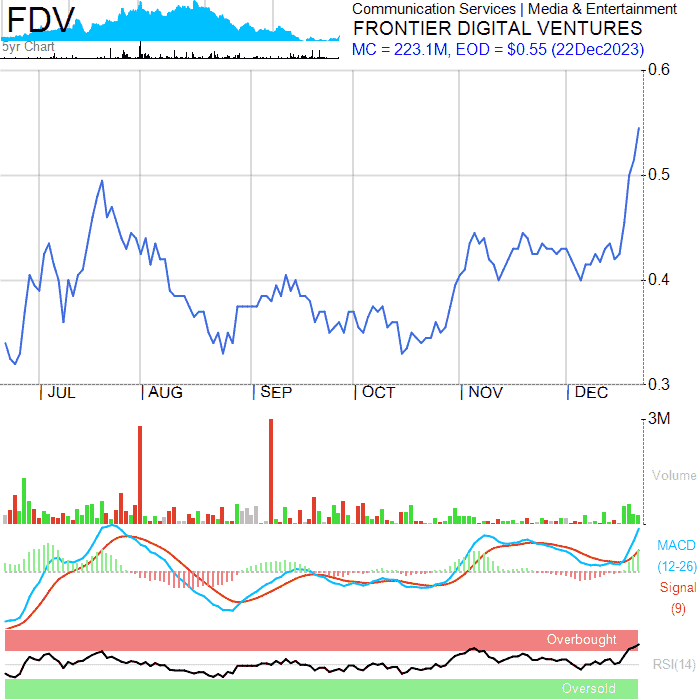 FDV
5yr Chart
Communication Services | Media & Entertainment
FRONTIER DIGITAL VENTURES
MC = 223.1M, EOD = $0.55 (22Dec2023)
0.6
0.5
0.4
0.3
JUL AUG SEP OCT NOV DEC
3M
Volume
MACD
(12-26)
Signal
(9)
Overbought
RSI(14)
Oversold